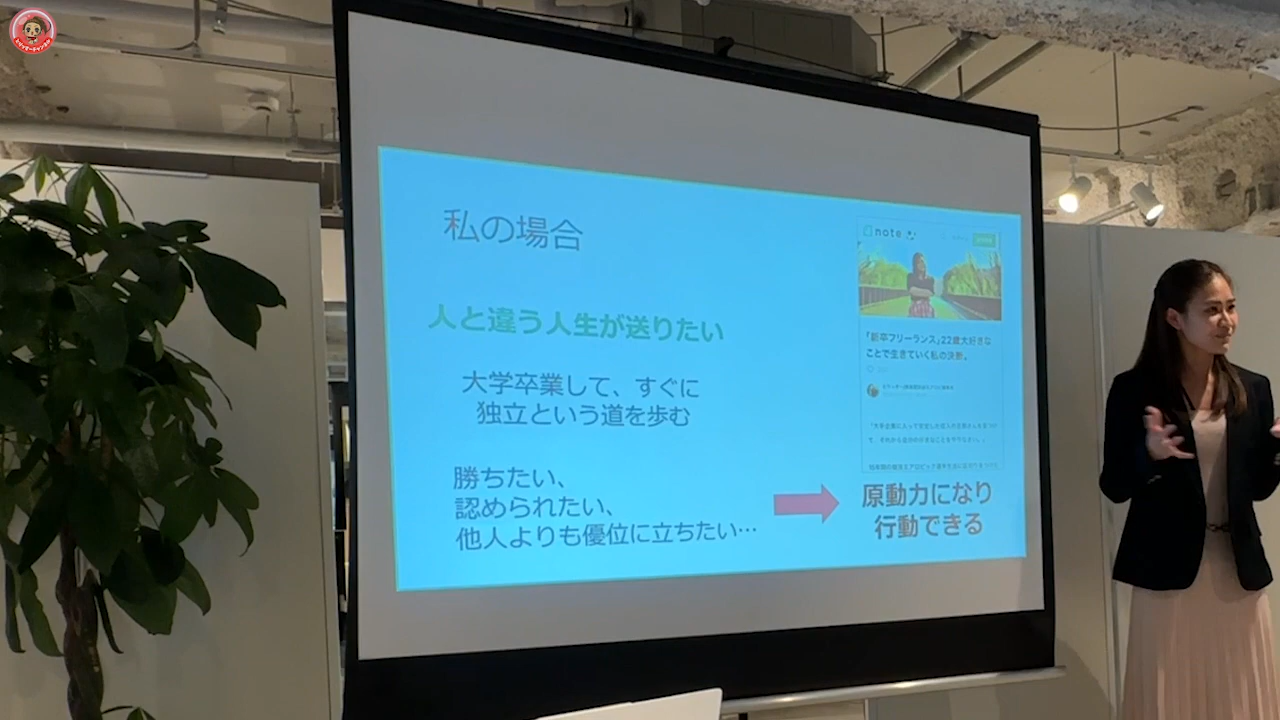 私の場合
人と違う人生が送りたい
大学卒業して、すぐに
独立という道を歩む
勝ちたい、
認められたい、
他人よりも優位に立ちたい…
note
「新卒フリーランス」22歳大好きな
ことで生きていく私の決断。
原動力になり
行動できる